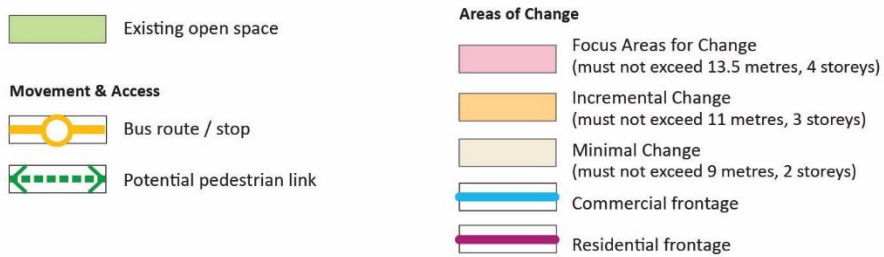 Existing open space
Movement & Access
Bus route / stop
Potential pedestrian link
Areas of Change
Focus Areas for Change
(must not exceed 13.5 metres, 4 storeys)
Incremental Change
(must not exceed 11 metres, 3 storeys)
Minimal Change
(must not exceed 9 metres, 2 storeys)
Commercial frontage
Residential frontage